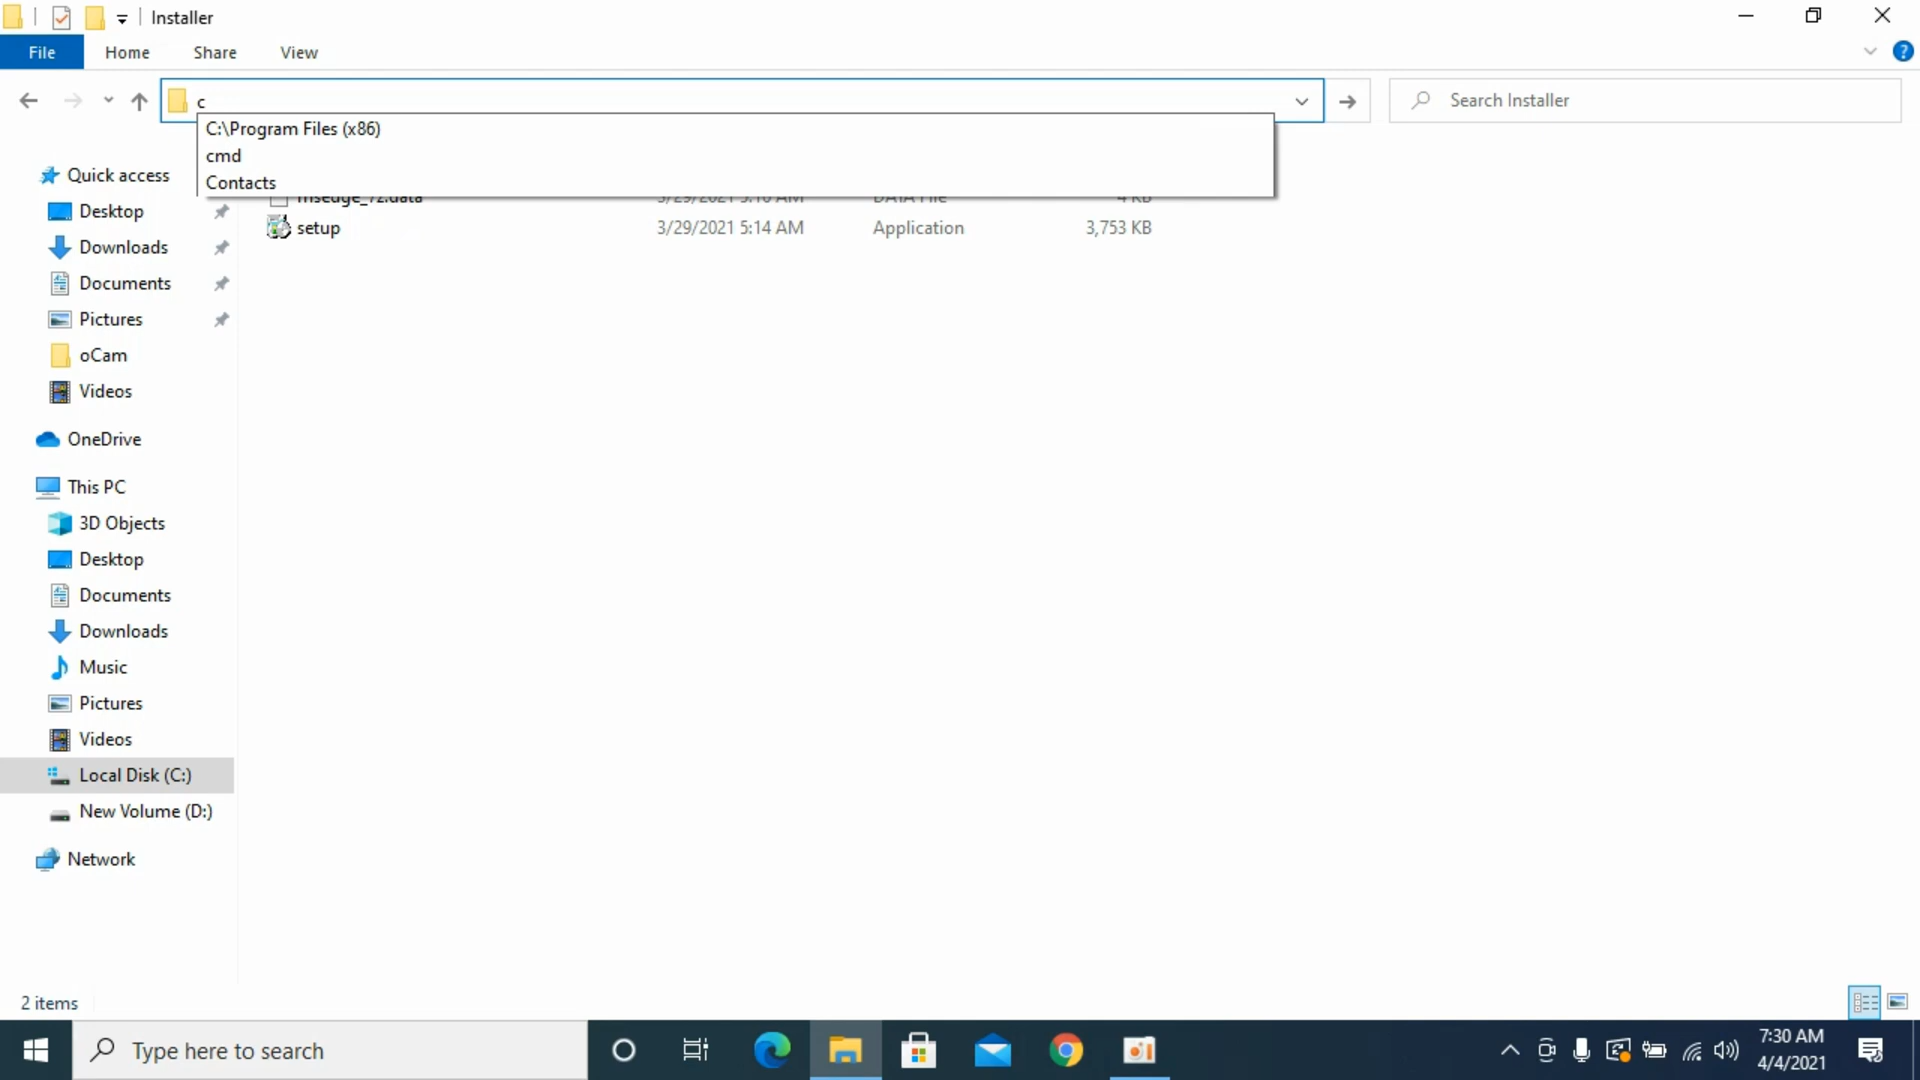 Installer
File Home Share View
c
Search Installer
C:\Program Files (x86)
cmd
Contacts
msedge_7z.data 3/29/2021 5:16 AM DATA File 4 KB
setup 3/29/2021 5:14 AM Application 3,753 KB
Quick access
Desktop
Downloads
Documents
Pictures
oCam
Videos
OneDrive
This PC
3D Objects
Desktop
Documents
Downloads
Music
Pictures
Videos
Local Disk (C:)
New Volume (D:)
Network
2 items
Type here to search
7:30 AM
4/4/2021